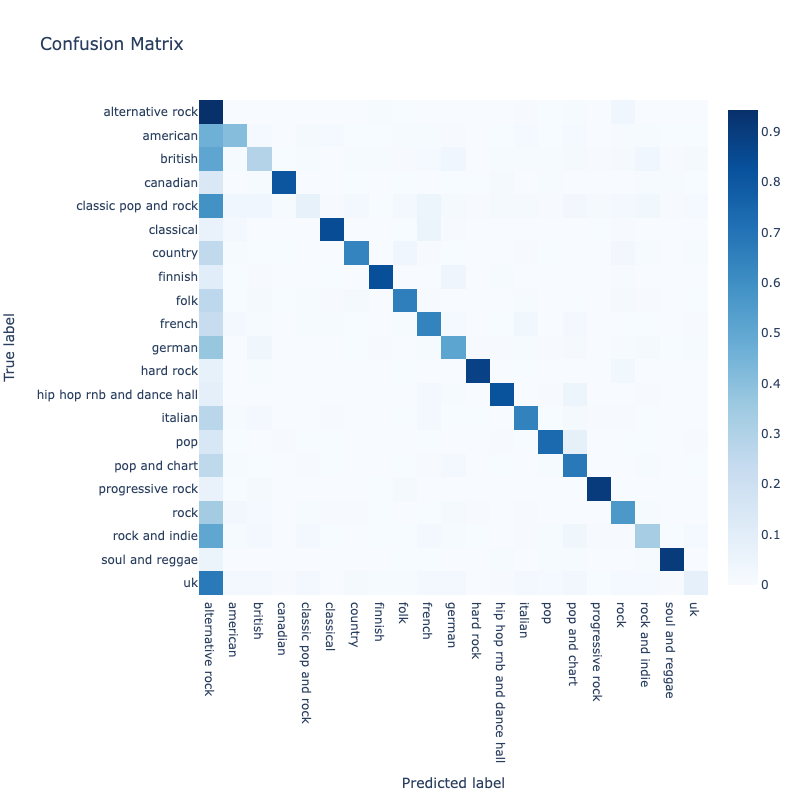 Confusion Matrix
alternative rock
american
british
canadian
classic pop and rock
classical
country
finnish
folk
french
german
hard rock
hip hop rnb and dance hall
italian
pop
pop and chart
progressive rock
rock
rock and indie
soul and reggae
uk
True label
alternative rock
american
british
canadian
classic pop and rock
classical
country
finnish
folk
french
german
hard rock
hip hop rnb and dance hall
italian
pop
pop and chart
progressive rock
rock
rock and indie
soul and reggae
uk
Predicted label
0.9
0.8
0.7
0.6
0.5
0.4
0.3
0.2
0.1
0